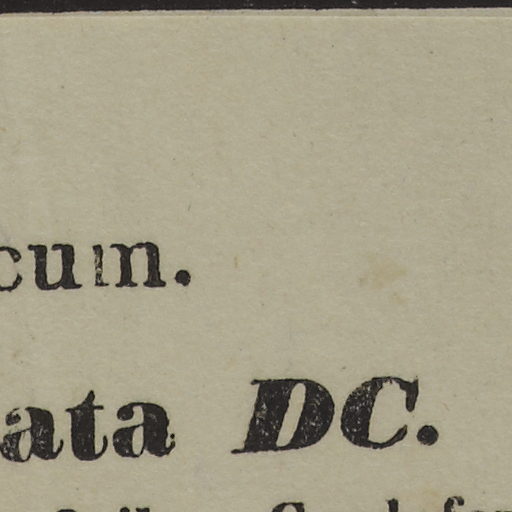 cum.
ata DC.